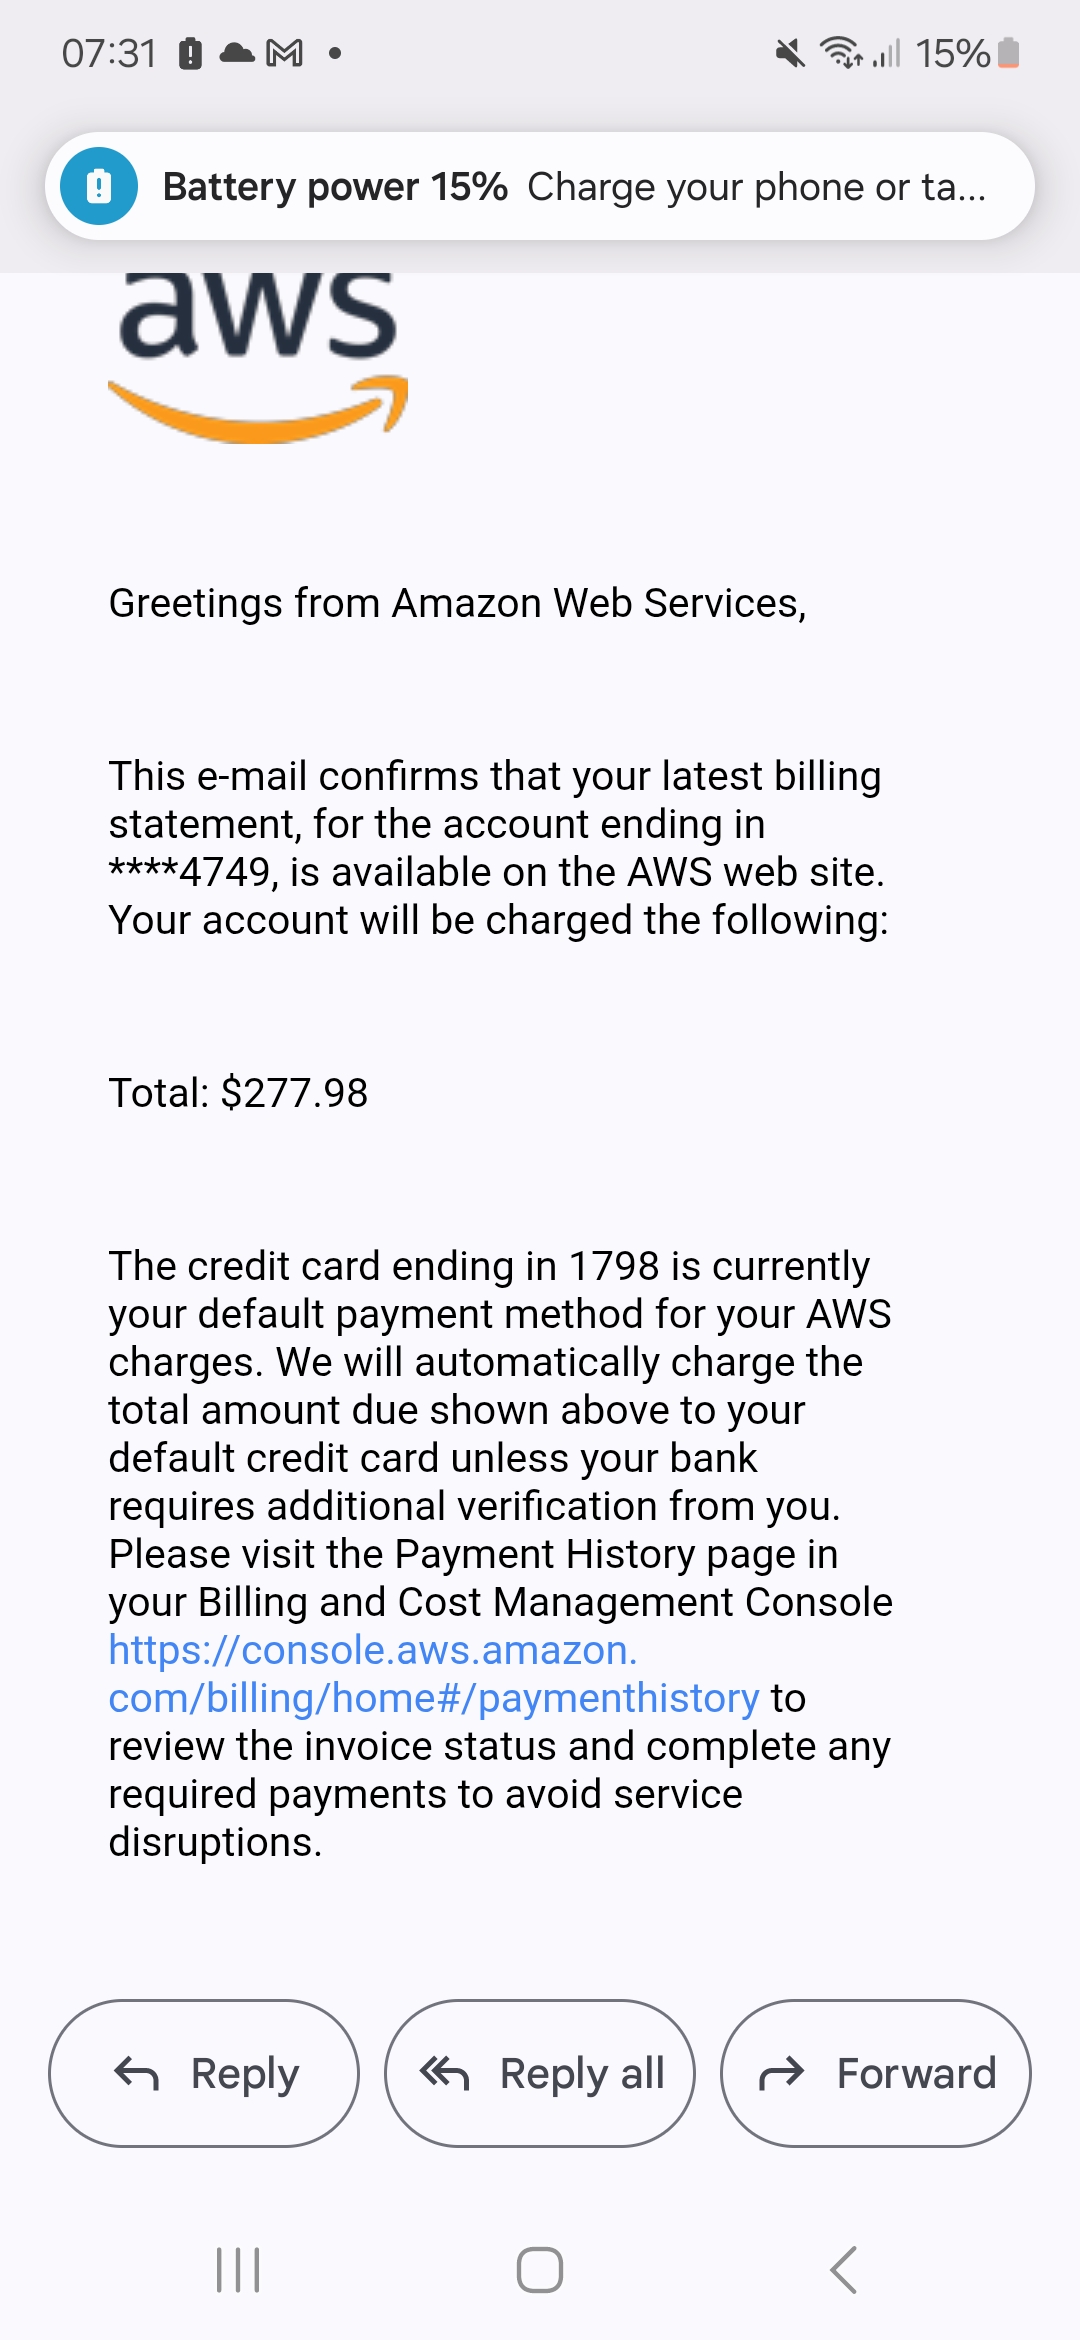 07:31
15%
Battery power 15% Charge your phone or ta...
aws
Greetings from Amazon Web Services,
This e-mail confirms that your latest billing
statement, for the account ending in
****4749, is available on the AWS web site.
Your account will be charged the following:
Total: $277.98
The credit card ending in 1798 is currently
your default payment method for your AWS
charges. We will automatically charge the
total amount due shown above to your
default credit card unless your bank
requires additional verification from you.
Please visit the Payment History page in
your Billing and Cost Management Console
https://console.aws.amazon.
com/billing/home#/paymenthistory to
review the invoice status and complete any
required payments to avoid service
disruptions.
Reply
Reply all
Forward